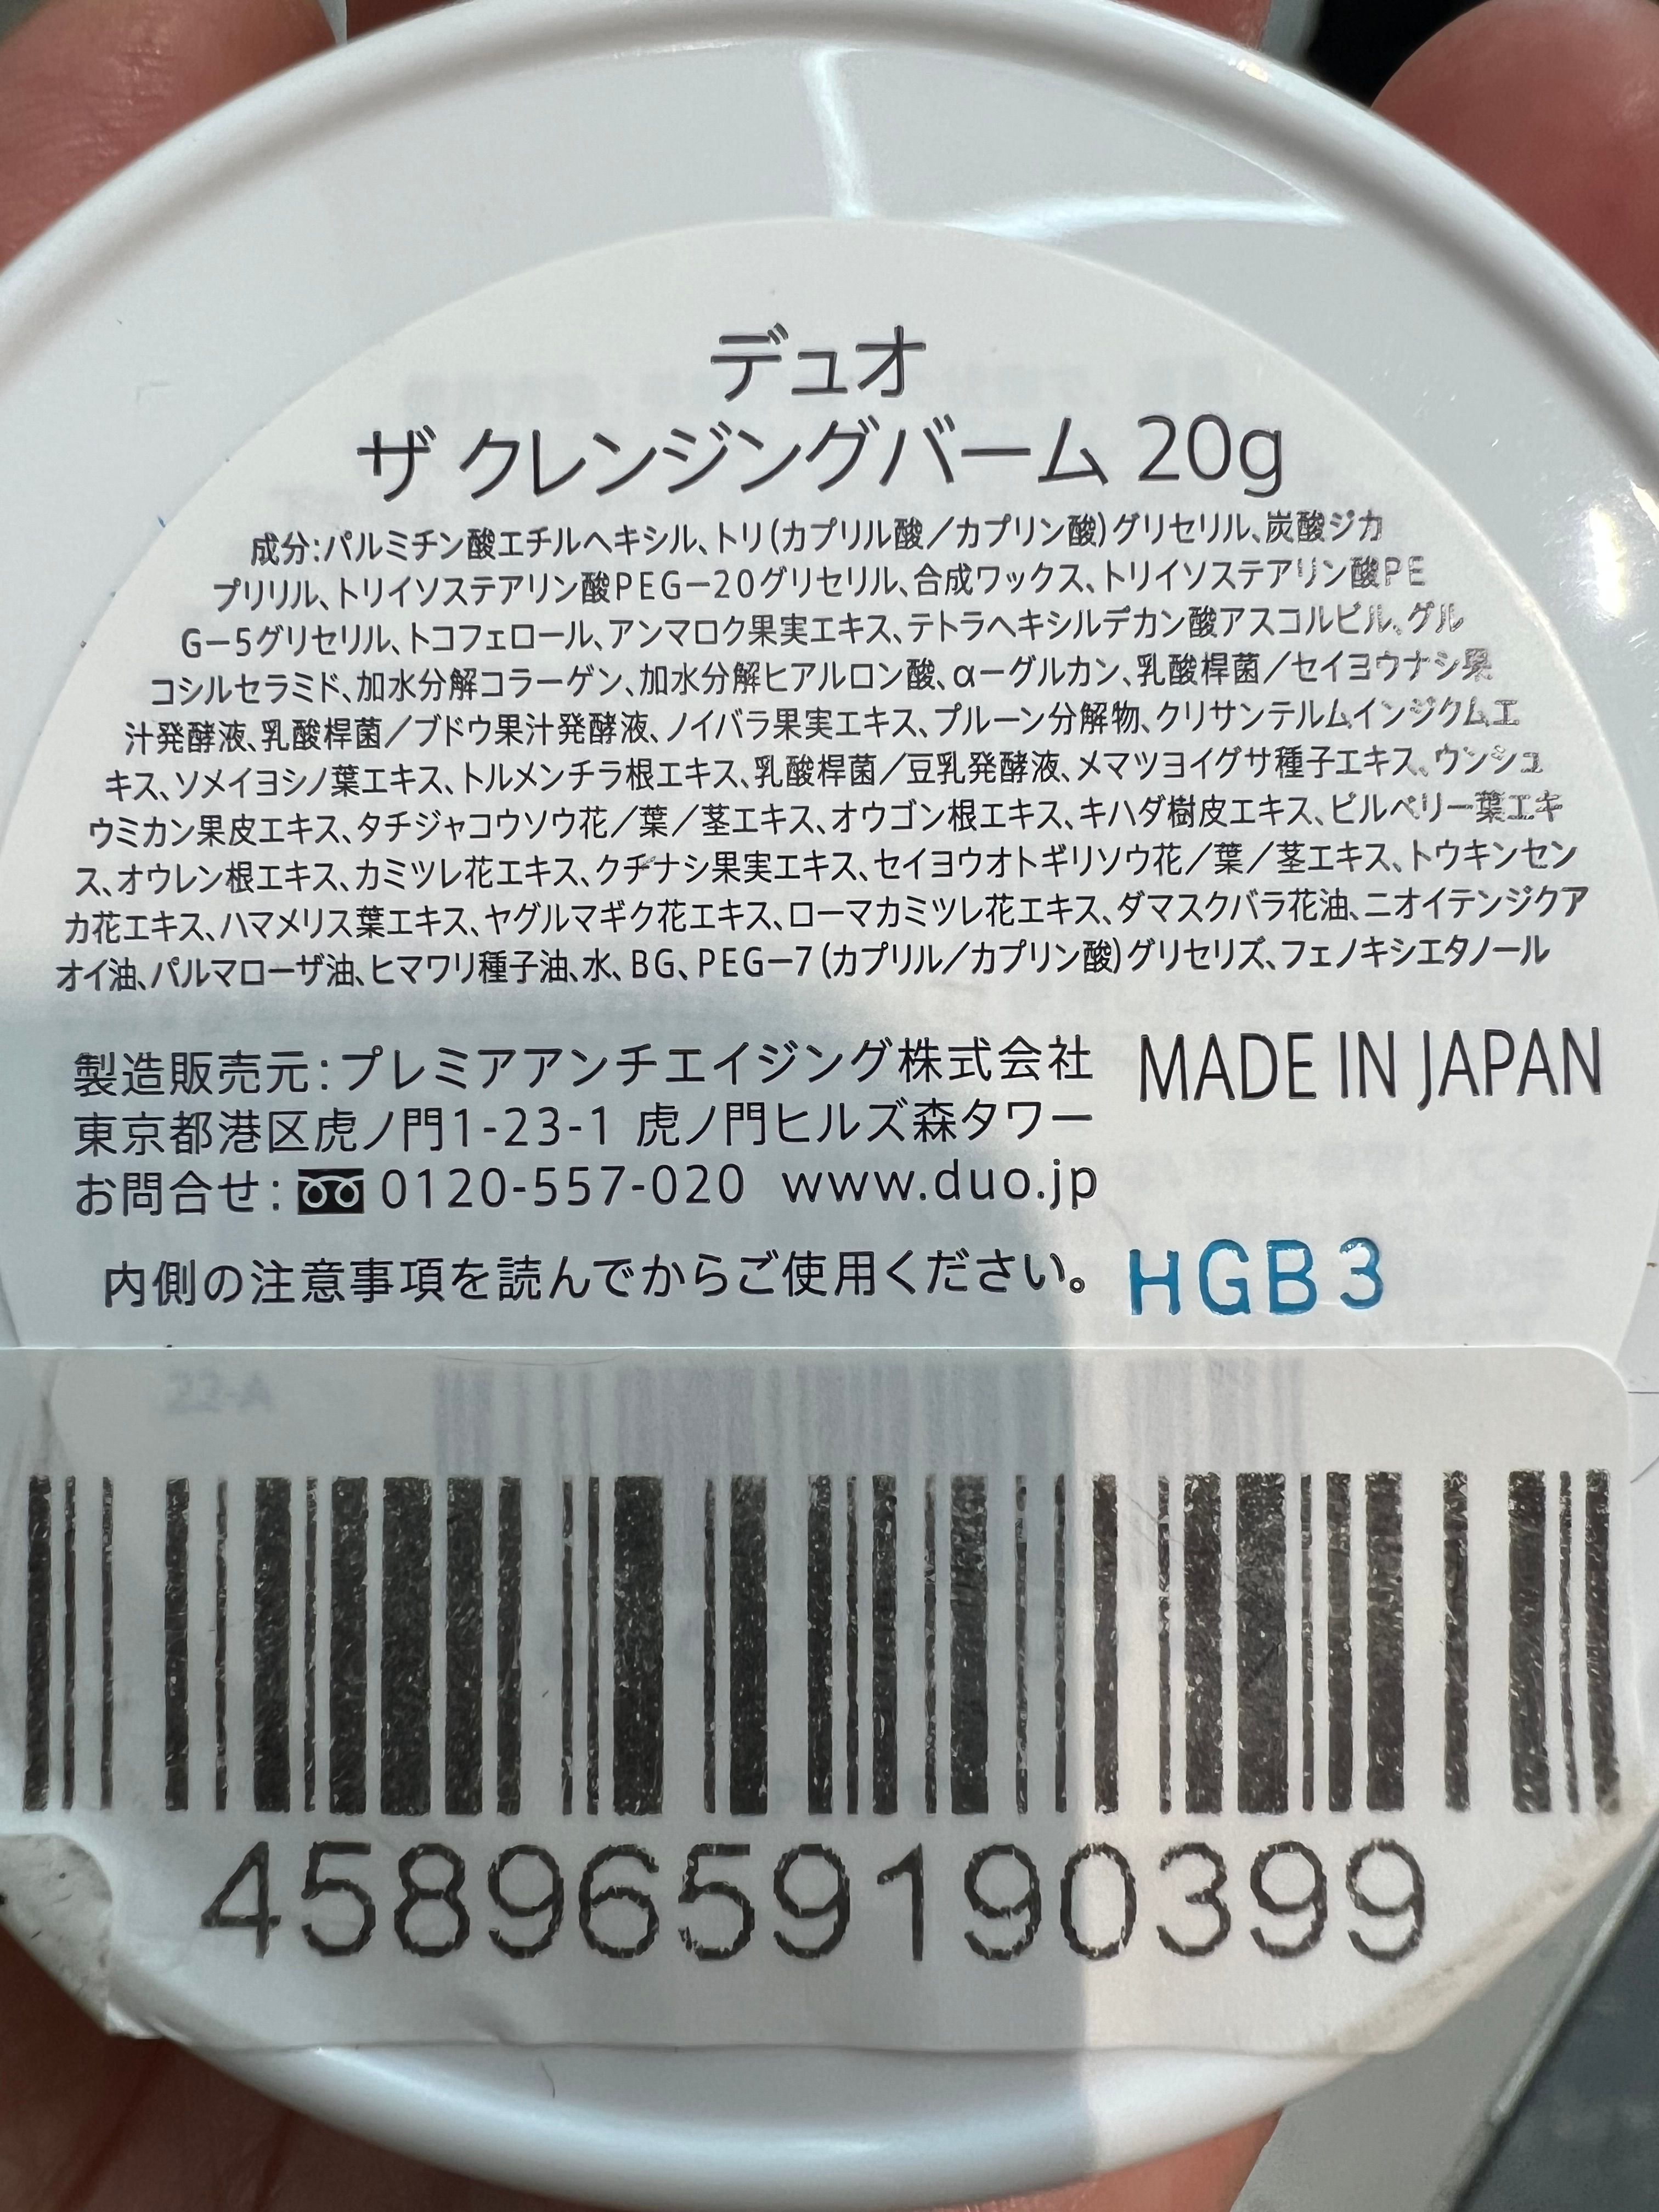 デュオ
ザ クレンジングバーム 20g
成分:パルミチン酸エチルヘキシル、トリ(カプリル酸/カプリン酸)グリセリル、炭酸ジカ
プリリル、トリイソステアリン酸PEG−20グリセリル、合成ワックス、トリイソステアリン酸PE
G−5グリセリル、トコフェロール、アンマロク果実エキス、テトラヘキシルデカン酸アスコルビル、グル
コシルセラミド、加水分解コラーゲン、加水分解ヒアルロン酸、α−グルカン、乳酸桿菌/セイヨウナシ果
汁発酵液、乳酸桿菌/ブドウ果汁発酵液、ノイバラ果実エキス、プルーン分解物、クリサンテルムインジクムエ
キス、ソメイヨシノ葉エキス、トルメンチラ根エキス、乳酸桿菌/豆乳発酵液、メマツヨイグサ種子エキス、ウンシュ
ウミカン果皮エキス、タチジャコウソウ花/葉/茎エキス、オウゴン根エキス、キハダ樹皮エキス、ビルベリー葉エキ
ス、オウレン根エキス、カミツレ花エキス、クチナシ果実エキス、セイヨウオトギリソウ花/葉/茎エキス、トウキンセン
カ花エキス、ハマメリス葉エキス、ヤグルマギク花エキス、ローマカミツレ花エキス、ダマスクバラ花油、ニオイテンジクア
オイ油、パルマローザ油、ヒマワリ種子油、水、BG、PEG−7(カプリル/カプリン酸)グリセリズ、フェノキシエタノール
製造販売元:プレミアアンチエイジング株式会社 MADE IN JAPAN
東京都港区虎ノ門1-23-1 虎ノ門ヒルズ森タワー
お問合せ: 0120-557-020 www.duo.jp
内側の注意事項を読んでからご使用ください。 HGB3
22-A
4589659190399